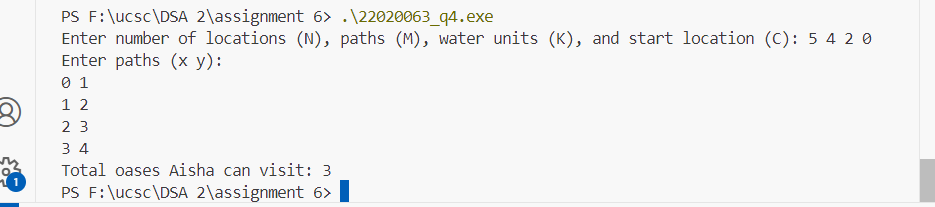 PS F:\ucsc\DSA 2\assignment 6> .\22020063_q4.exe
Enter number of locations (N), paths (M), water units (K), and start location (C): 5 4 2 0
Enter paths (x y):
0 1
1 2
2 3
3 4
Total oases Aisha can visit: 3
1
PS F:\ucsc\DSA 2\assignment 6>